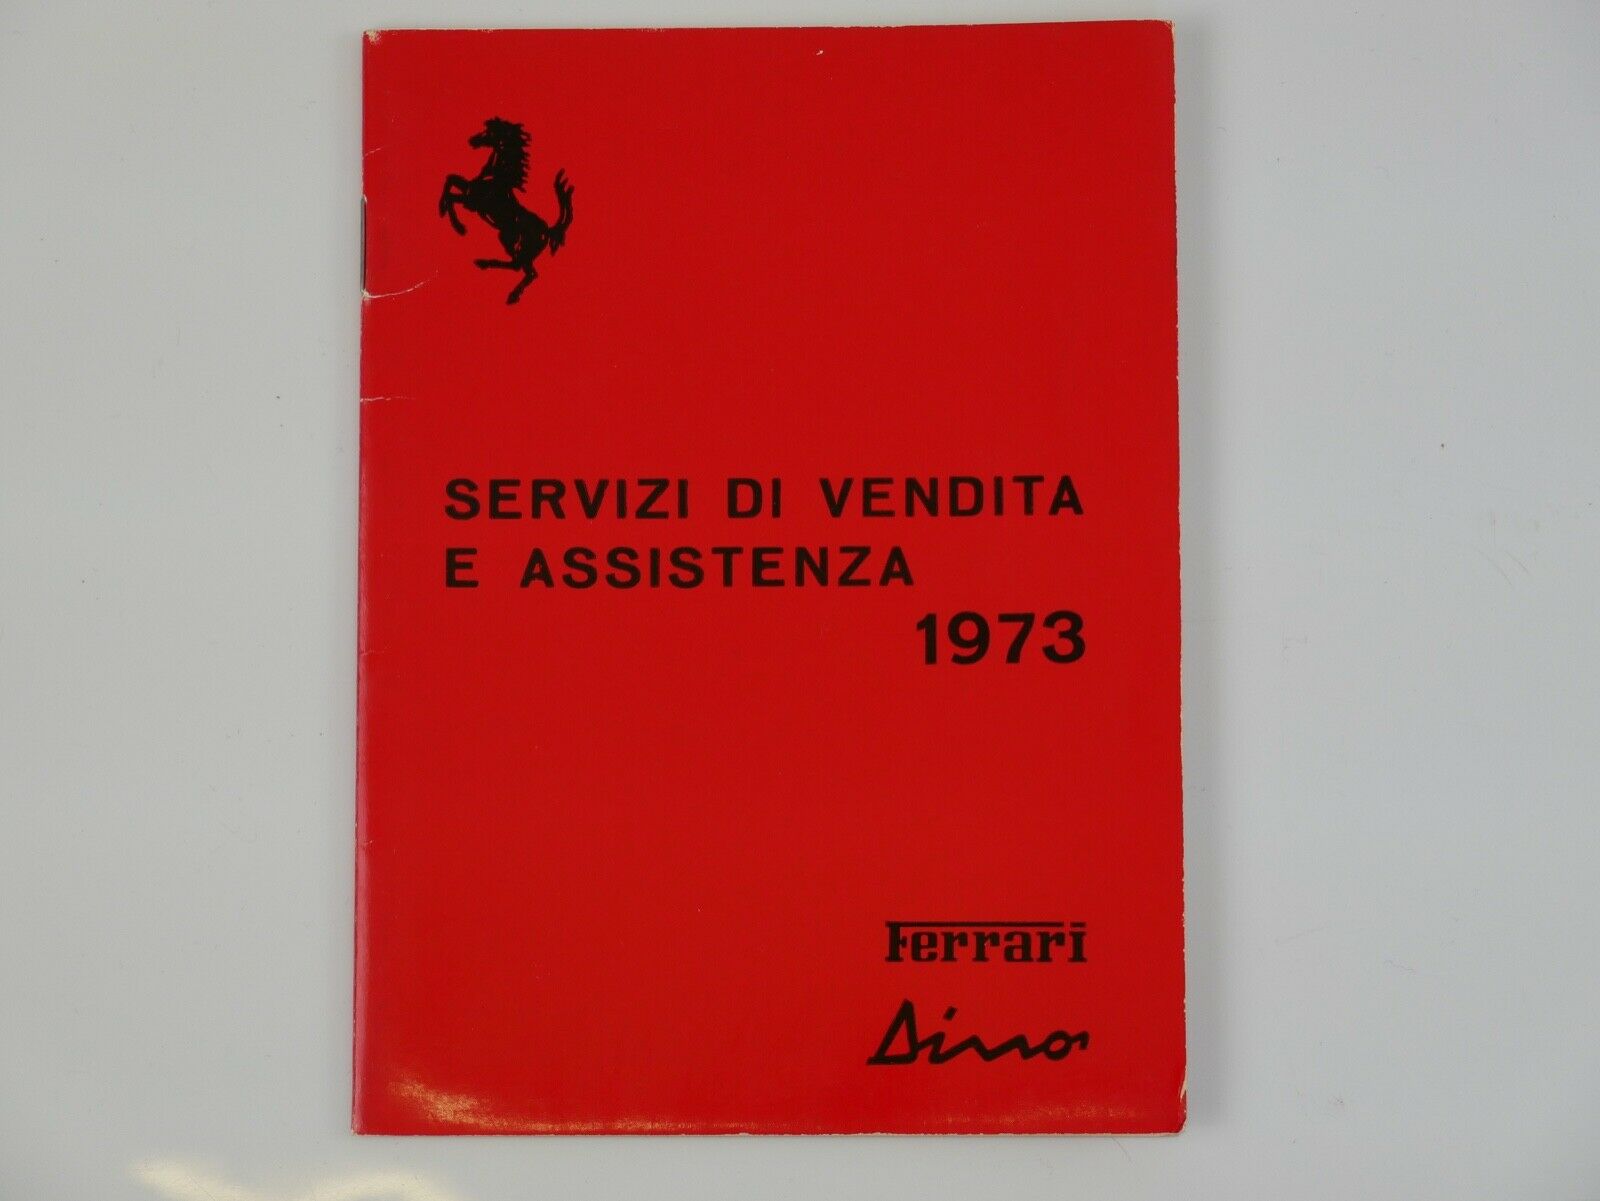 SERVIZI DI VENDITA
E ASSISTENZA
1973
Ferrari
Dino